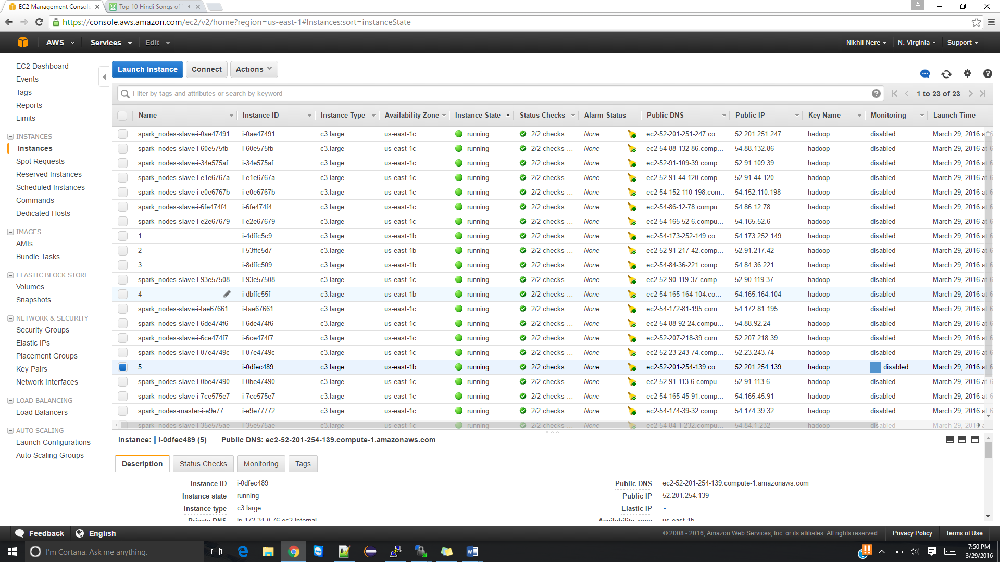 EC2 Management Console
Top 10 Hindi Songs of
https://console.aws.amazon.com/ec2/v2/home?region=us-east-1#Instances:sort=instanceState
AWS Services Edit Nikhil Nere N. Virginia Support
EC2 Dashboard
Events
Tags
Reports
Limits
INSTANCES
Instances
Spot Requests
Reserved Instances
Scheduled Instances
Commands
Dedicated Hosts
IMAGES
AMIs
Bundle Tasks
ELASTIC BLOCK STORE
Volumes
Snapshots
NETWORK & SECURITY
Security Groups
Elastic IPs
Placement Groups
Key Pairs
Network Interfaces
LOAD BALANCING
Load Balancers
AUTO SCALING
Launch Configurations
Auto Scaling Groups
Launch Instance Connect Actions
Filter by tags and attributes or search by keyword 1 to 23 of 23
Name Instance ID Instance Type Availability Zone Instance State Status Checks Alarm Status Public DNS Public IP Key Name Monitoring Launch Time
spark_nodes-slave-i-0ae47491 i-0ae47491 c3.large us-east-1c running 2/2 checks ... None ec2-52-201-251-247.co... 52.201.251.247 hadoop disabled March 29, 2016 at 6
spark_nodes-slave-i-60e575fb i-60e575fb c3.large us-east-1c running 2/2 checks ... None ec2-54-88-132-86.comp... 54.88.132.86 hadoop disabled March 29, 2016 at 6
spark_nodes-slave-i-34e575af i-34e575af c3.large us-east-1c running 2/2 checks ... None ec2-52-91-109-39.comp... 52.91.109.39 hadoop disabled March 29, 2016 at 6
spark_nodes-slave-i-e1e6767a i-e1e6767a c3.large us-east-1c running 2/2 checks ... None ec2-52-91-44-120.comp... 52.91.44.120 hadoop disabled March 29, 2016 at 6
spark_nodes-slave-i-e0e6767b i-e0e6767b c3.large us-east-1c running 2/2 checks ... None ec2-54-152-110-198.com... 54.152.110.198 hadoop disabled March 29, 2016 at 6
spark_nodes-slave-i-6fe474f4 i-6fe474f4 c3.large us-east-1c running 2/2 checks ... None ec2-54-86-12-78.compu... 54.86.12.78 hadoop disabled March 29, 2016 at 6
spark_nodes-slave-i-e2e67679 i-e2e67679 c3.large us-east-1c running 2/2 checks ... None ec2-54-165-52-6.compu... 54.165.52.6 hadoop disabled March 29, 2016 at 6
1 i-4dffc5c9 c3.large us-east-1b running 2/2 checks ... None ec2-54-173-252-149.co... 54.173.252.149 hadoop disabled March 29, 2016 at 6
2 i-53ffc5d7 c3.large us-east-1b running 2/2 checks ... None ec2-52-91-217-42.comp... 52.91.217.42 hadoop disabled March 29, 2016 at 6
3 i-8dffc509 c3.large us-east-1b running 2/2 checks ... None ec2-54-84-36-221.comp... 54.84.36.221 hadoop disabled March 29, 2016 at 6
spark_nodes-slave-i-93e57508 i-93e57508 c3.large us-east-1c running 2/2 checks ... None ec2-52-90-119-37.comp... 52.90.119.37 hadoop disabled March 29, 2016 at 6
4 i-dbffc55f c3.large us-east-1b running 2/2 checks ... None ec2-54-165-164-104.co... 54.165.164.104 hadoop disabled March 29, 2016 at 6
spark_nodes-slave-i-fae67661 i-fae67661 c3.large us-east-1c running 2/2 checks ... None ec2-54-172-81-195.com... 54.172.81.195 hadoop disabled March 29, 2016 at 6
spark_nodes-slave-i-6de474f6 i-6de474f6 c3.large us-east-1c running 2/2 checks ... None ec2-54-88-92-24.compu... 54.88.92.24 hadoop disabled March 29, 2016 at 6
spark_nodes-slave-i-6ce474f7 i-6ce474f7 c3.large us-east-1c running 2/2 checks ... None ec2-52-207-218-39.com... 52.207.218.39 hadoop disabled March 29, 2016 at 6
spark_nodes-slave-i-07e4749c i-07e4749c c3.large us-east-1c running 2/2 checks ... None ec2-52-23-243-74.comp... 52.23.243.74 hadoop disabled March 29, 2016 at 6
5 i-0dfec489 c3.large us-east-1b running 2/2 checks ... None ec2-52-201-254-139.co... 52.201.254.139 hadoop disabled March 29, 2016 at 6
spark_nodes-slave-i-0be47490 i-0be47490 c3.large us-east-1c running 2/2 checks ... None ec2-52-91-113-6.compu... 52.91.113.6 hadoop disabled March 29, 2016 at 6
spark_nodes-slave-i-7ce575e7 i-7ce575e7 c3.large us-east-1c running 2/2 checks ... None ec2-54-165-45-91.comp... 54.165.45.91 hadoop disabled March 29, 2016 at 6
spark_nodes-master-i-e9e77... i-e9e77772 c3.large us-east-1c running 2/2 checks ... None ec2-54-174-39-32.comp... 54.174.39.32 hadoop disabled March 29, 2016 at 6
spark_nodes-slave-i-35e575ae i-35e575ae c3.large us-east-1c running 2/2 checks ... None ec2-54-84-1-232.compu... 54.84.1.232 hadoop disabled March 29, 2016 a
Instance: i-0dfec489 (5) Public DNS: ec2-52-201-254-139.compute-1.amazonaws.com
Description Status Checks Monitoring Tags
Instance ID i-0dfec489 Public DNS ec2-52-201-254-139.compute-1.amazonaws.com
Instance state running Public IP 52.201.254.139
Instance type c3.large Elastic IP -
Private DNS ip-172-31-0-76.ec2.internal Availability zone us-east-1b
Feedback English © 2008 - 2016, Amazon Web Services, Inc. or its affiliates. All rights reserved. Privacy Policy Terms of Use
I'm Cortana. Ask me anything.
7:50 PM
3/29/2016